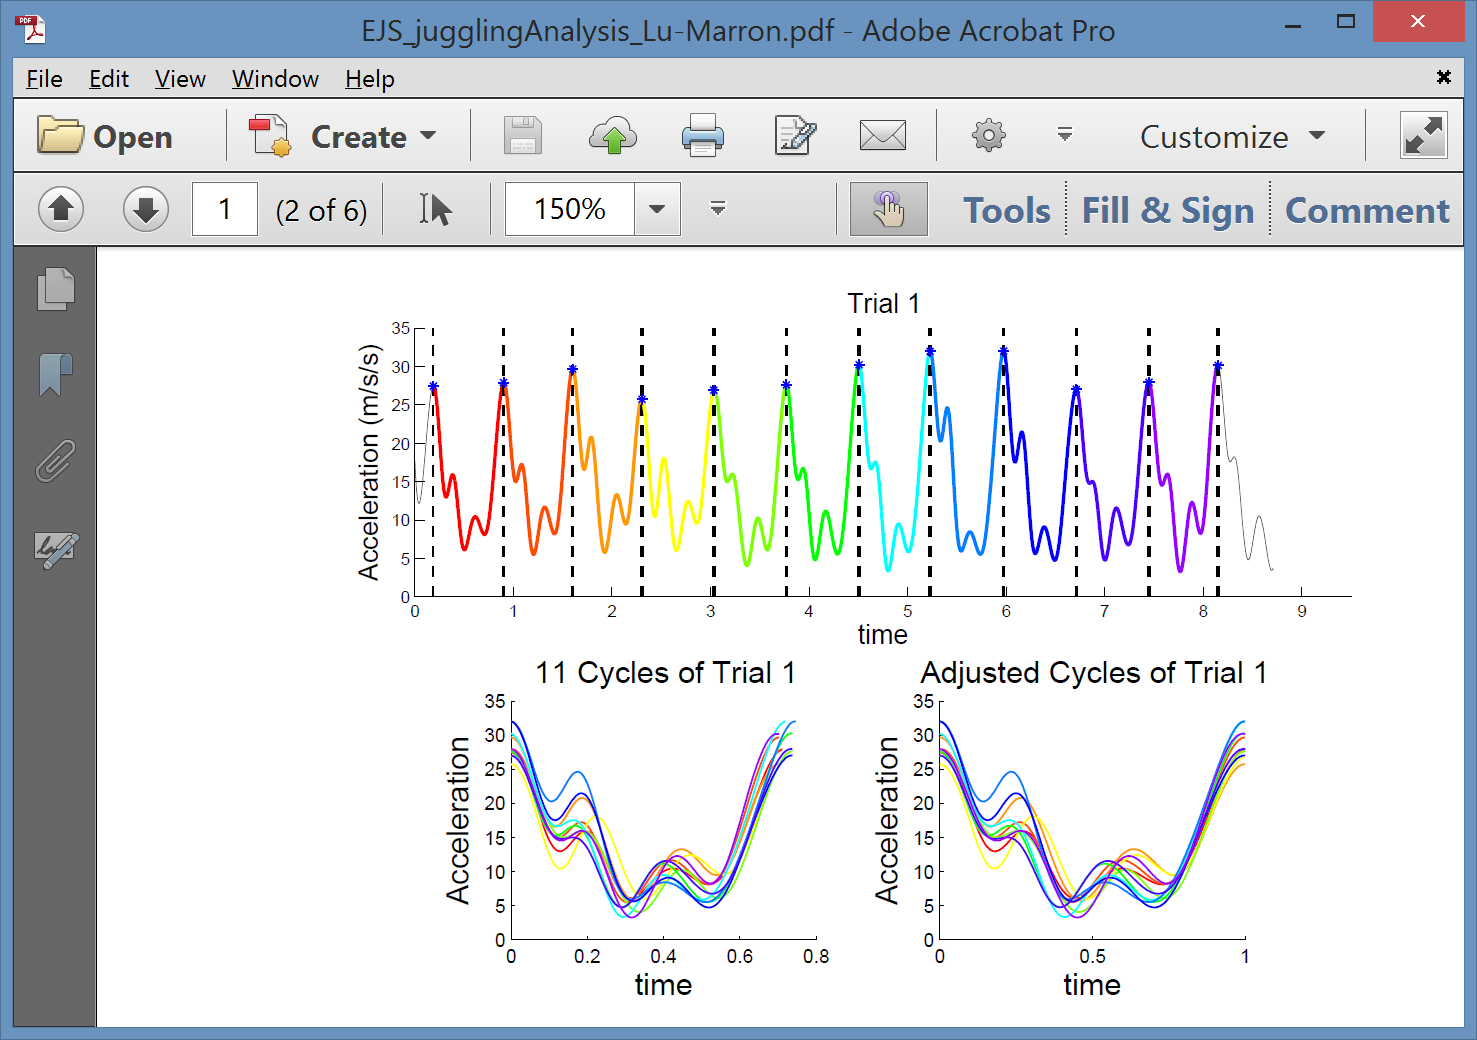 EJS_jugglingAnalysis_Lu-Marron.pdf - Adobe Acrobat Pro
File Edit View Window Help
Open Create Customize
1 (2 of 6) 150% Tools Fill & Sign Comment
Trial 1
Acceleration (m/s/s)
35
30
25
20
15
10
5
0
0 1 2 3 4 5 6 7 8 9
time
11 Cycles of Trial 1
Acceleration
35
30
25
20
15
10
5
0
0 0.2 0.4 0.6 0.8
time
Adjusted Cycles of Trial 1
Acceleration
35
30
25
20
15
10
5
0
0 0.5 1
time